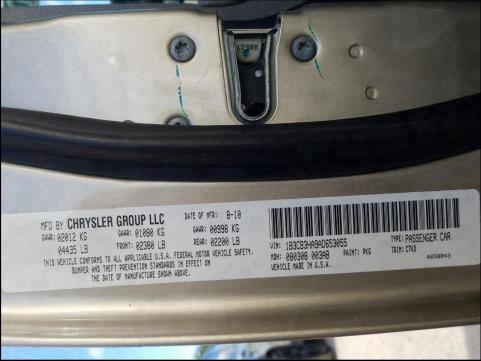 MFD BY CHRYSLER GROUP LLC DATE OF MFR: 8-10
GVWR: 02012 KG GAWR: 01080 KG GAWR: 00998 KG
04435 LB FRONT: 02380 LB REAR: 02200 LB
THIS VEHICLE CONFORMS TO ALL APPLICABLE U.S.A. FEDERAL MOTOR VEHICLE SAFETY,
BUMPER AND THEFT PREVENTION STANDARDS IN EFFECT ON
THE DATE OF MANUFACTURE SHOWN ABOVE.
VIN: 1B3CB3HA9AD653055 TYPE: PASSENGER CAR
MDH: 080308 003AB PAINT: PKG TRIM:
4658043